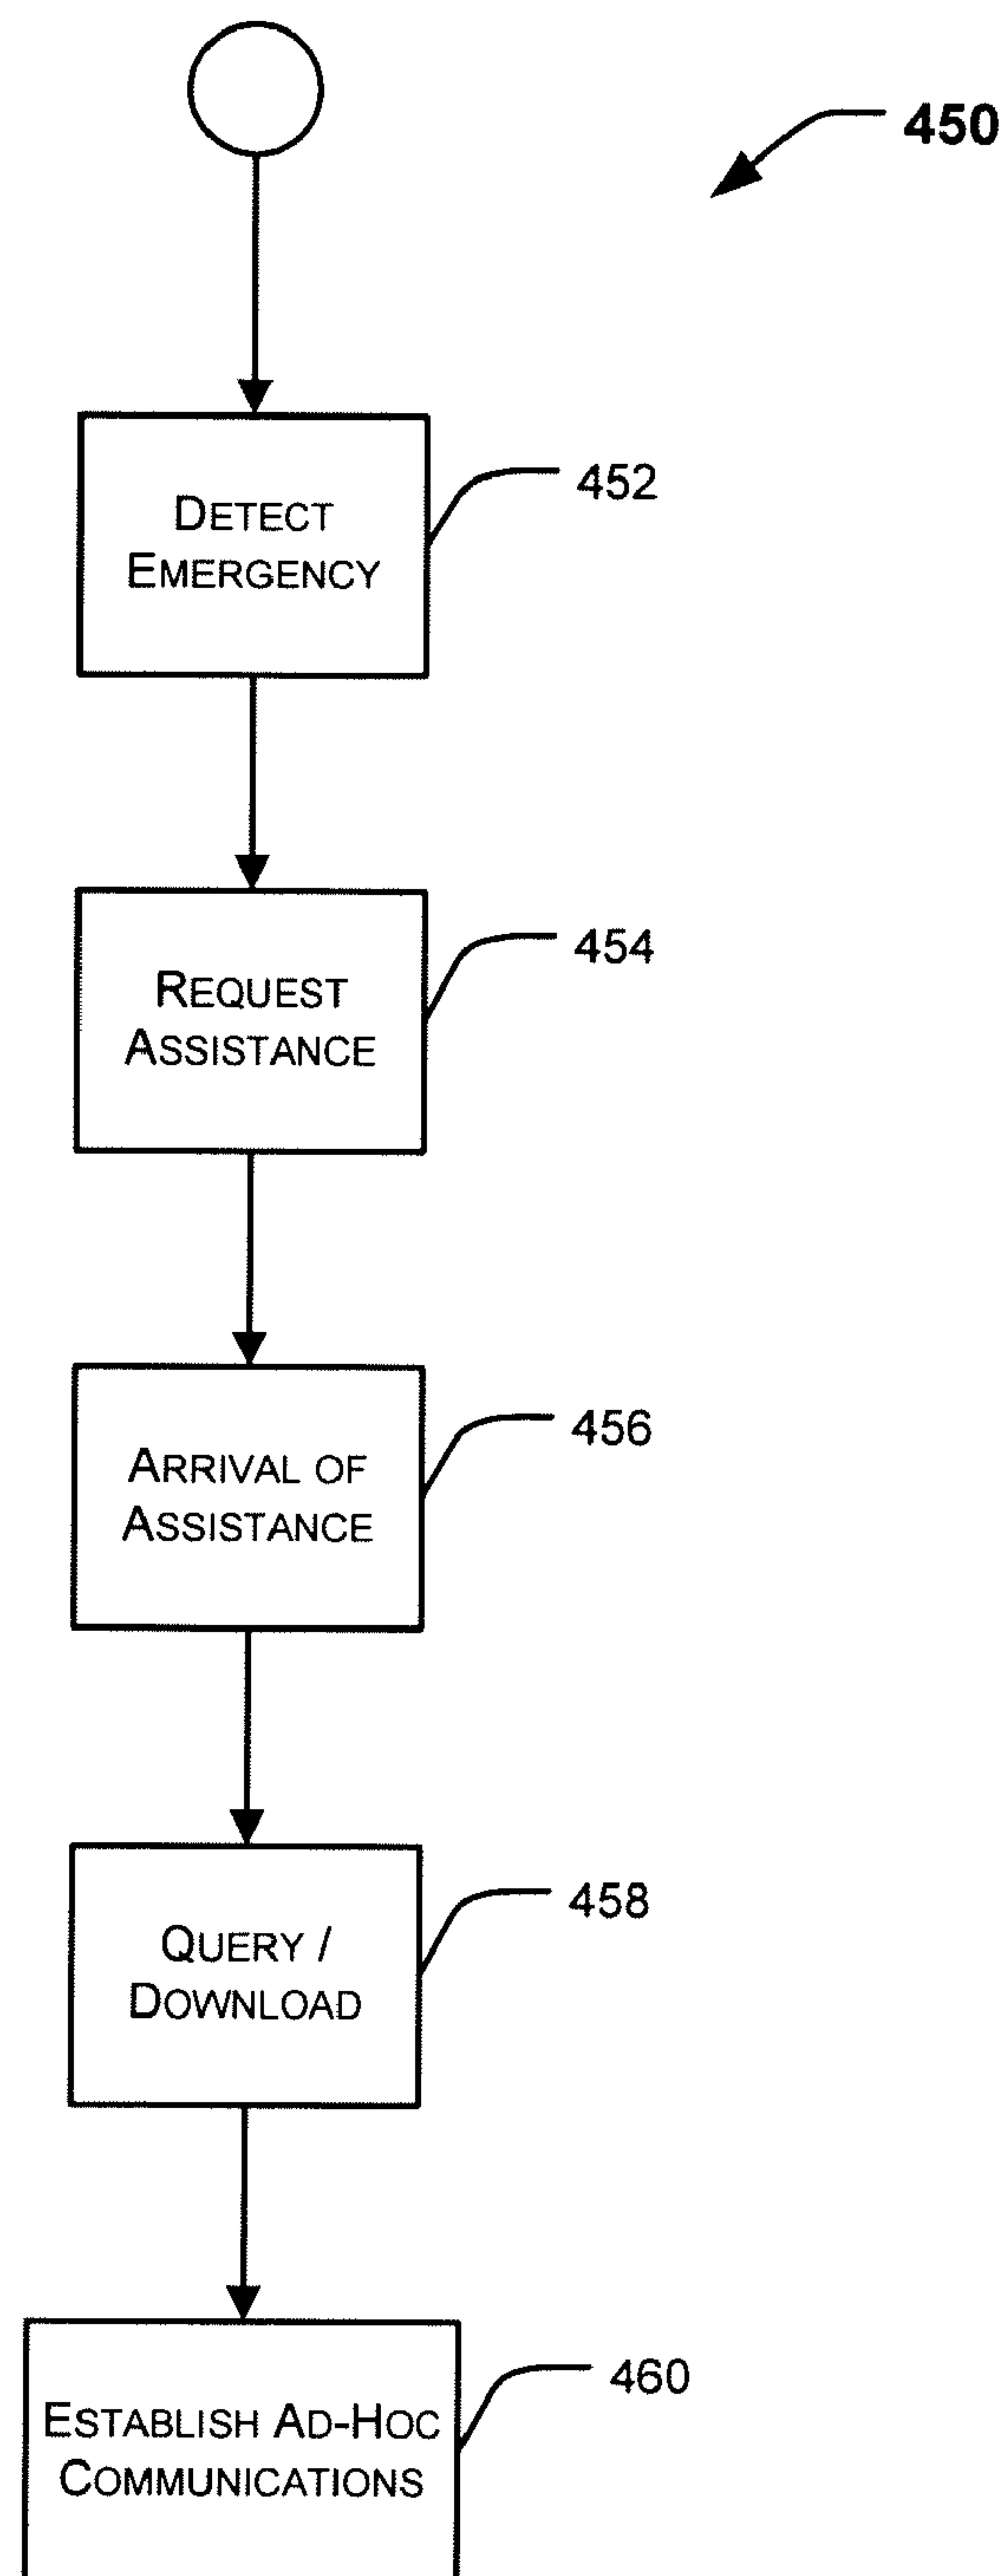 450
DETECT
EMERGENCY
452
REQUEST
ASSISTANCE
454
ARRIVAL OF
ASSISTANCE
456
QUERY /
DOWNLOAD
458
ESTABLISH AD-HOC
COMMUNICATIONS
460